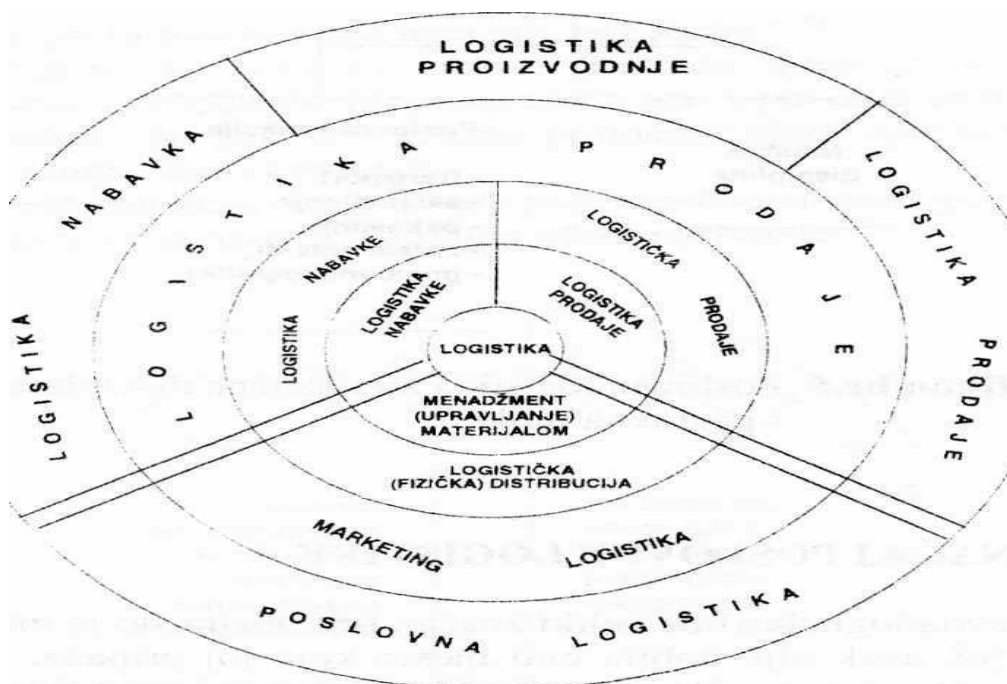 LOGISTIKA
PROIZVODNJE
LOGISTIKA NABAVKA
LOGISTIKA PRODAJE
LOGISTIKA PRODAJE
LOGISTIKA NABAVKE
LOGISTIČKA PRODAJE
LOGISTIKA
NABAVKE
LOGISTIKA
PRODAJE
LOGISTIKA
MENADŽMENT
(UPRAVLJANJE)
MATERIJALOM
LOGISTIČKA
(FIZIČKA) DISTRIBUCIJA
MARKETING LOGISTIKA
POSLOVNA LOGISTIKA